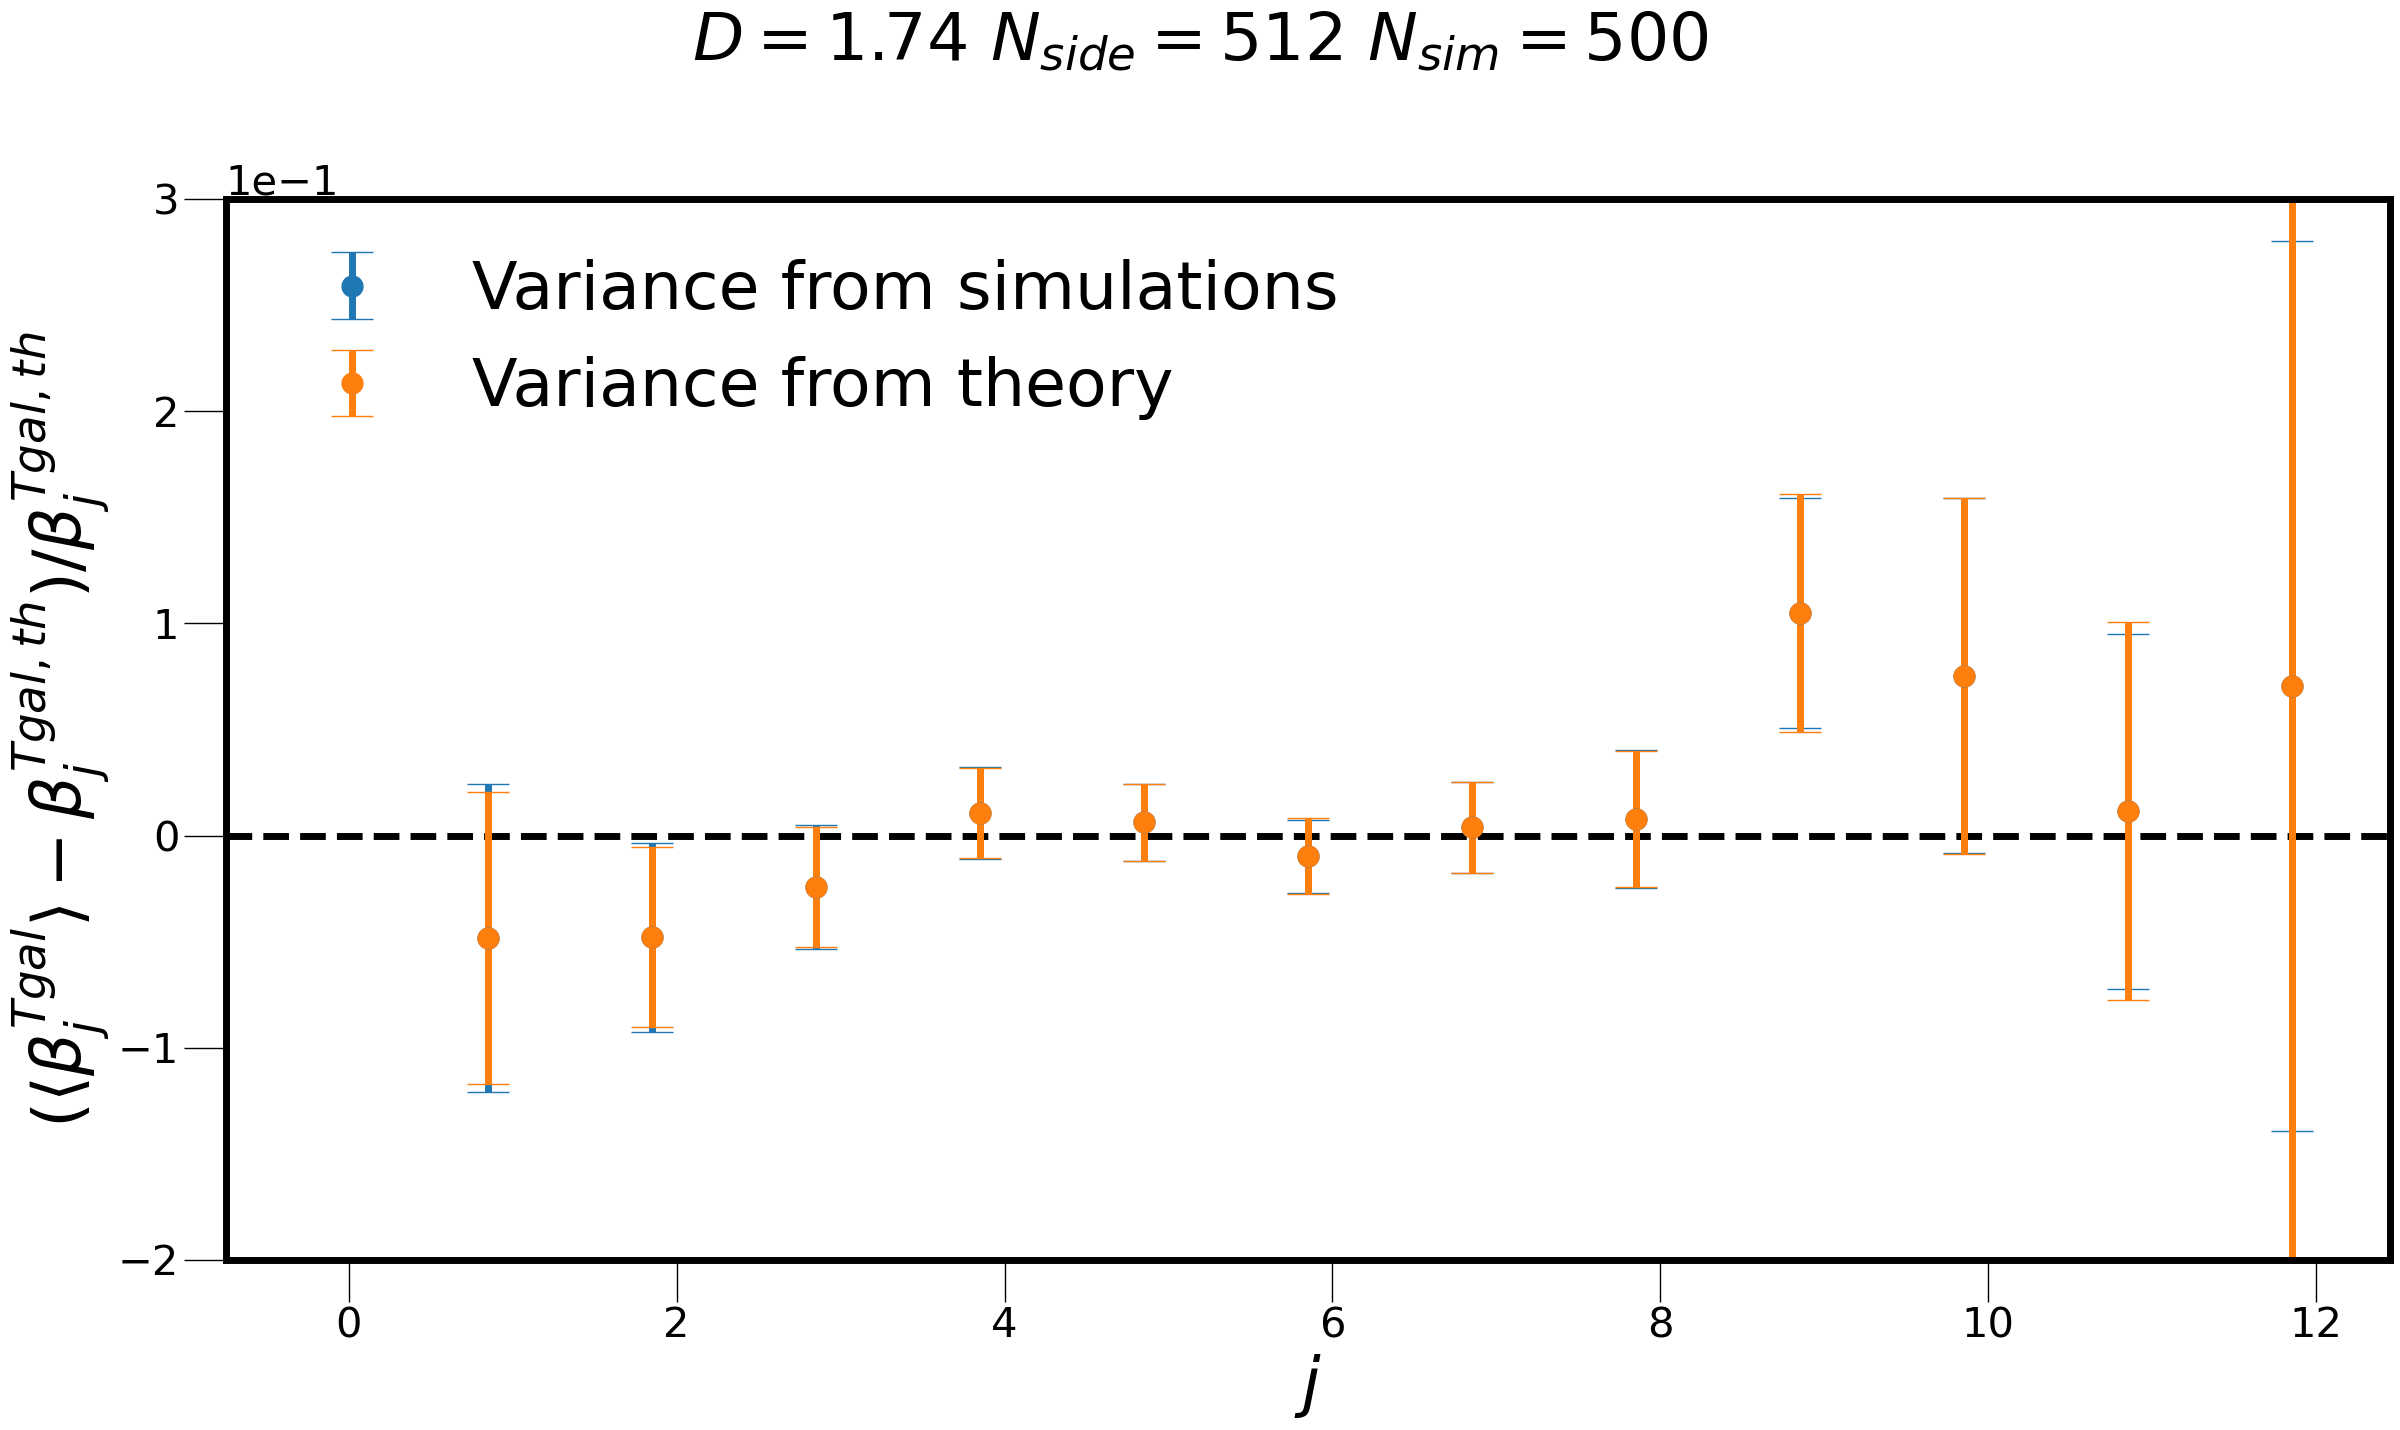 D = 1.74 N_side = 512 N_sim = 500
1e−1
3
Variance from simulations
Variance from theory
2
1
0
−1
−2
(⟨β_j^{Tgal}⟩ − β_j^{Tgal, th})/β_j^{Tgal, th}
0 2 4 6 8 10 12
j